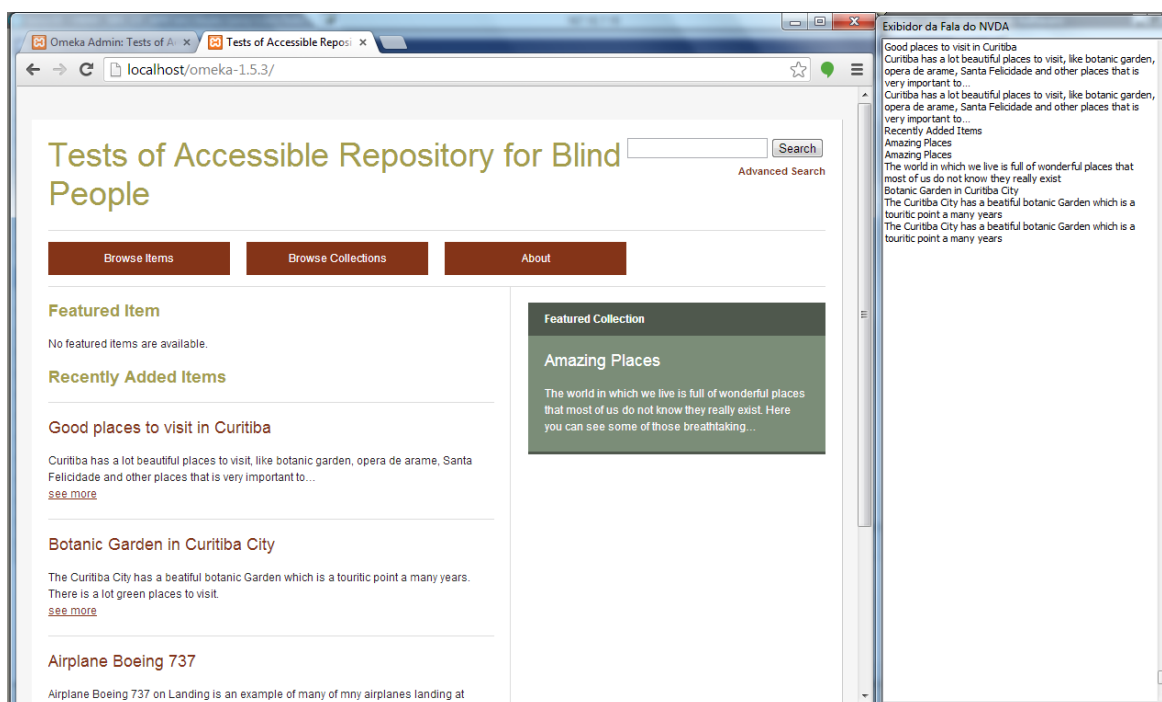 Omeka Admin: Tests of A
Tests of Accessible Reposi
localhost/omeka-1.5.3/
Tests of Accessible Repository for Blind
People
Search
Advanced Search
Browse Items
Browse Collections
About
Featured Item
No featured items are available.
Recently Added Items
Good places to visit in Curitiba
Curitiba has a lot beautiful places to visit, like botanic garden, opera de arame, Santa
Felicidade and other places that is very important to…
see more
Botanic Garden in Curitiba City
The Curitiba City has a beatiful botanic Garden which is a touritic point a many years.
There is a lot green places to visit.
see more
Airplane Boeing 737
Airplane Boeing 737 on Landing is an example of many of mny airplanes landing at
Featured Collection
Amazing Places
The world in which we live is full of wonderful places
that most of us do not know they really exist. Here
you can see some of those breathtaking…
Exibidor da Fala do NVDA
Good places to visit in Curitiba
Curitiba has a lot beautiful places to visit, like botanic garden,
opera de arame, Santa Felicidade and other places that is
very important to…
Curitiba has a lot beautiful places to visit, like botanic garden,
opera de arame, Santa Felicidade and other places that is
very important to…
Recently Added Items
Amazing Places
Amazing Places
The world in which we live is full of wonderful places that
most of us do not know they really exist
Botanic Garden in Curitiba City
The Curitiba City has a beatiful botanic Garden which is a
touritic point a many years
The Curitiba City has a beatiful botanic Garden which is a
touritic point a many years